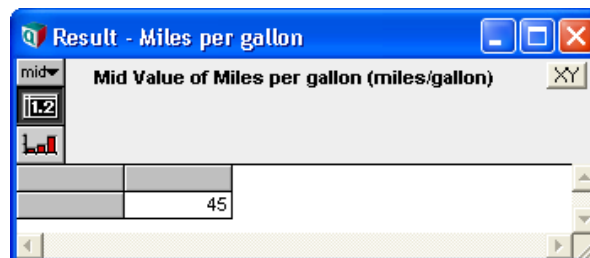 Result - Miles per gallon
mid
Mid Value of Miles per gallon (miles/gallon)
XY
1.2
45